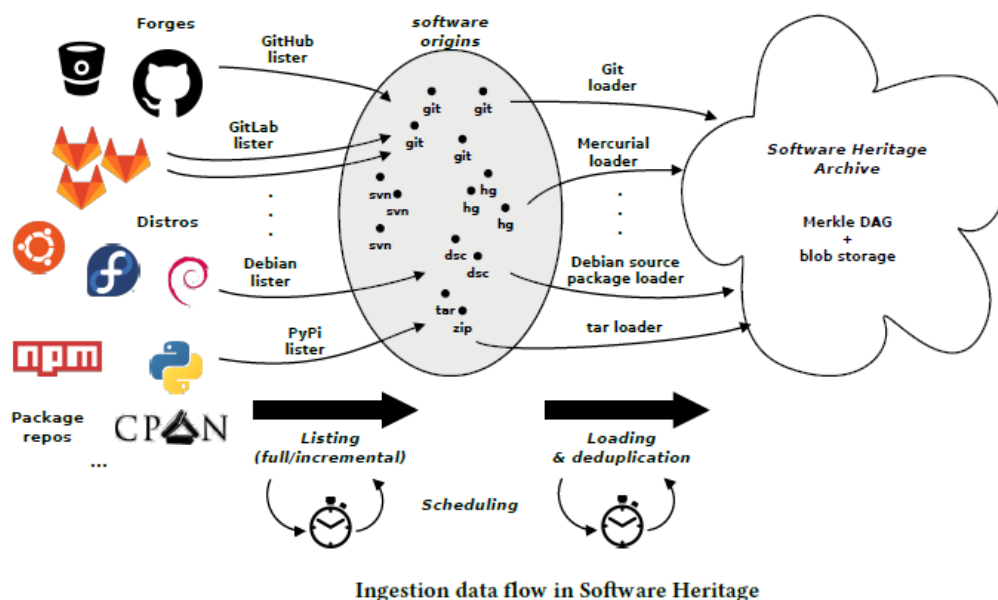 Forges
GitHub
lister
GitLab
lister
.
.
.
Distros
Debian
lister
PyPi
lister
npm
Package
repos
CPAN
...
software
origins
git
git
git
git
svn
svn
svn
hg
hg
hg
dsc
dsc
tar
zip
Git
loader
Mercurial
loader
.
.
.
Debian source
package loader
tar loader
Software Heritage
Archive
Merkle DAG
+
blob storage
Listing
(full/incremental)
Loading
& deduplication
Scheduling
Ingestion data flow in Software Heritage